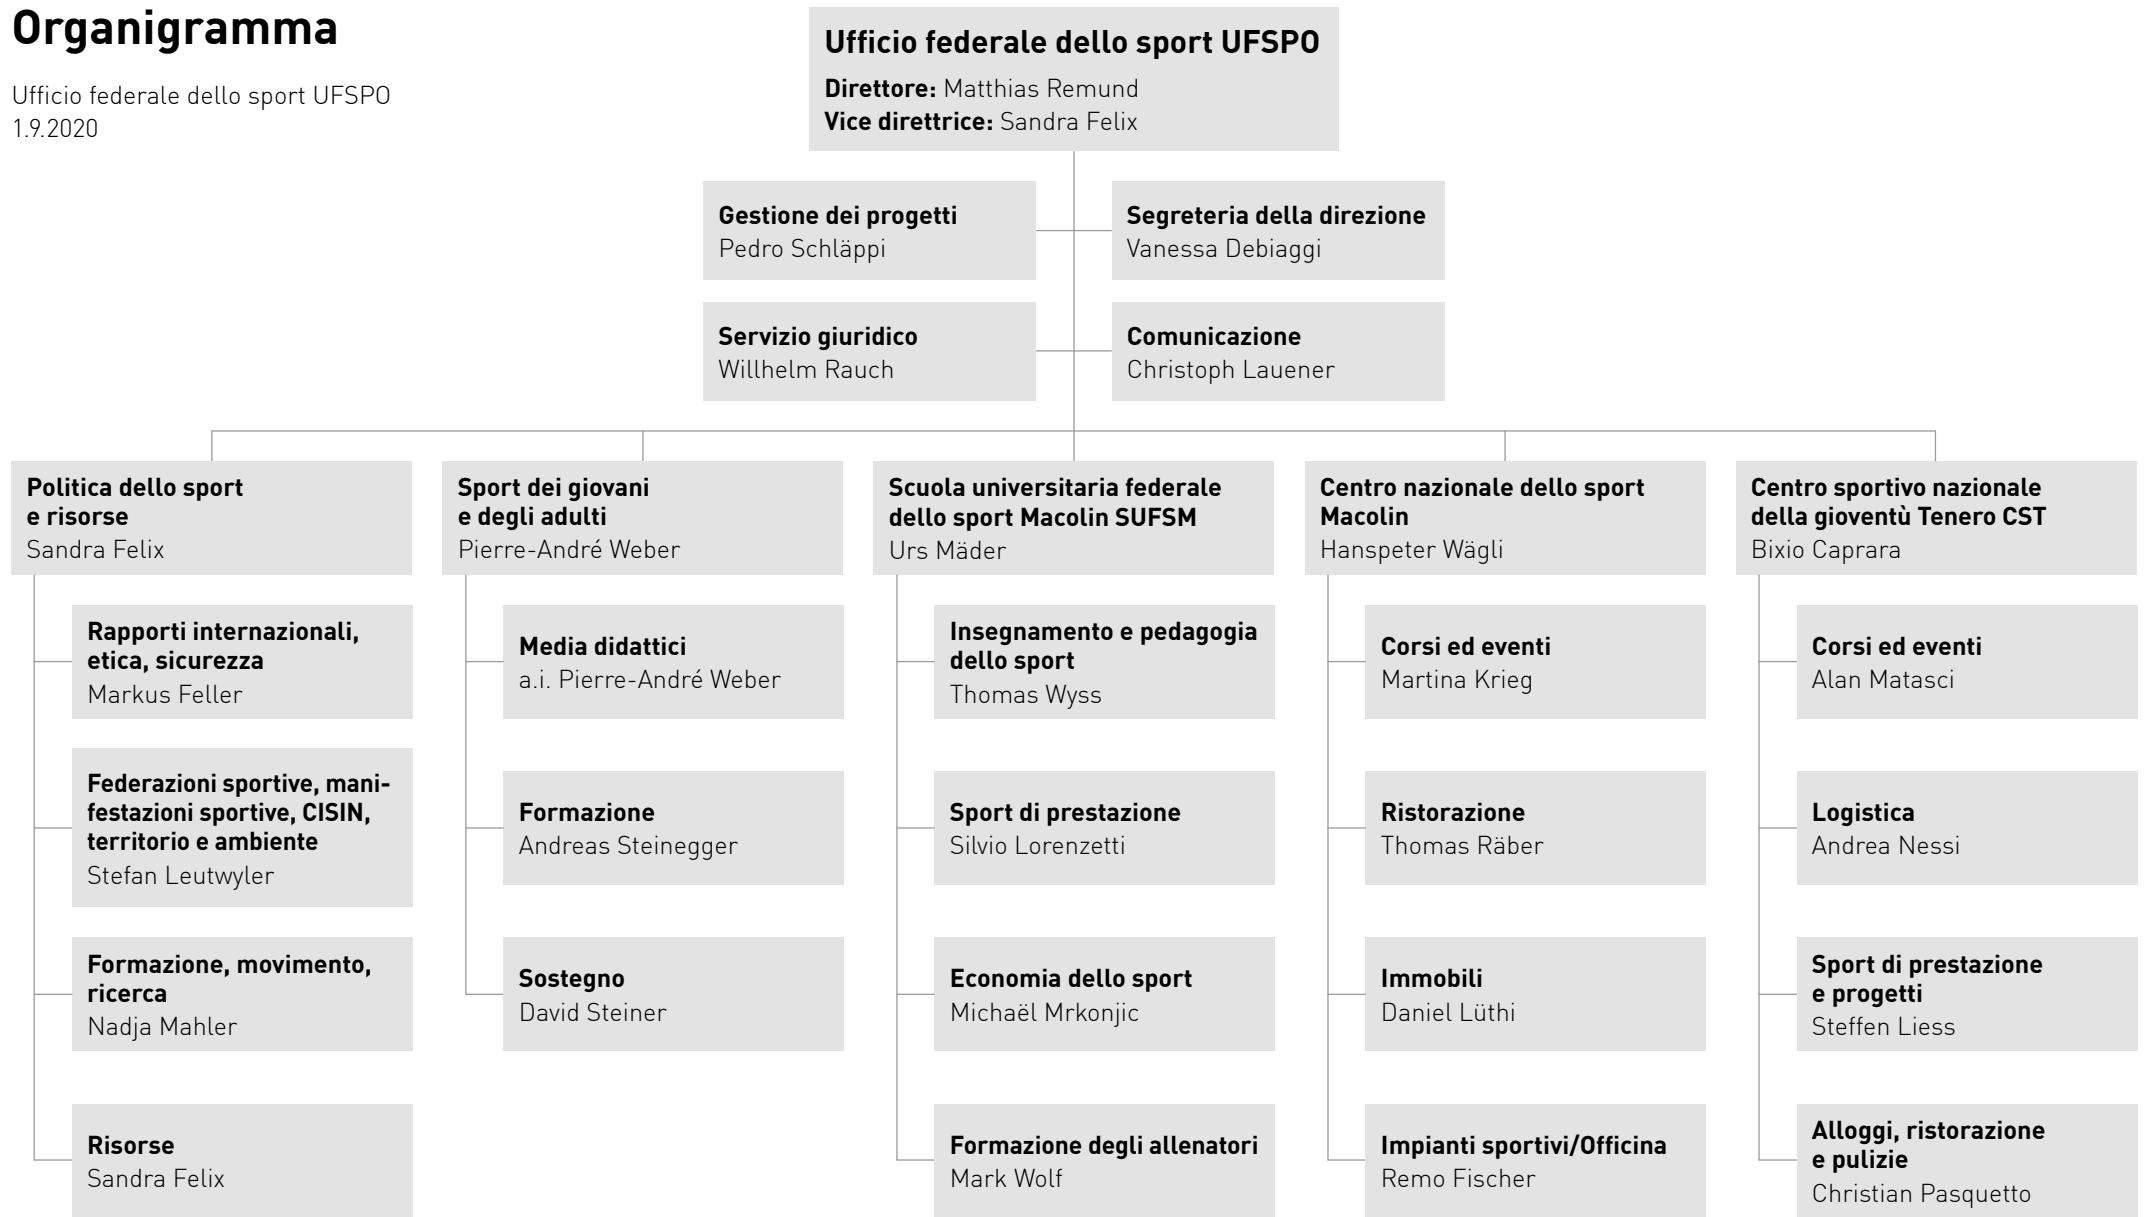 Organigramma
Ufficio federale dello sport UFSPO
1.9.2020
Ufficio federale dello sport UFSPO
Direttore: Matthias Remund
Vice direttrice: Sandra Felix
Gestione dei progetti
Pedro Schläppi
Segreteria della direzione
Vanessa Debiaggi
Servizio giuridico
Willhelm Rauch
Comunicazione
Christoph Lauener
Politica dello sport
e risorse
Sandra Felix
Rapporti internazionali,
etica, sicurezza
Markus Feller
Federazioni sportive, mani-
festazioni sportive, CISIN,
territorio e ambiente
Stefan Leutwyler
Formazione, movimento,
ricerca
Nadja Mahler
Risorse
Sandra Felix
Sport dei giovani
e degli adulti
Pierre-André Weber
Media didattici
a.i. Pierre-André Weber
Formazione
Andreas Steinegger
Sostegno
David Steiner
Scuola universitaria federale
dello sport Macolin SUFSM
Urs Mäder
Insegnamento e pedagogia
dello sport
Thomas Wyss
Sport di prestazione
Silvio Lorenzetti
Economia dello sport
Michaël Mrkonjic
Formazione degli allenatori
Mark Wolf
Centro nazionale dello sport
Macolin
Hanspeter Wägli
Corsi ed eventi
Martina Krieg
Ristorazione
Thomas Räber
Immobili
Daniel Lüthi
Impianti sportivi/Officina
Remo Fischer
Centro sportivo nazionale
della gioventù Tenero CST
Bixio Caprara
Corsi ed eventi
Alan Matasci
Logistica
Andrea Nessi
Sport di prestazione
e progetti
Steffen Liess
Alloggi, ristorazione
e pulizie
Christian Pasquetto